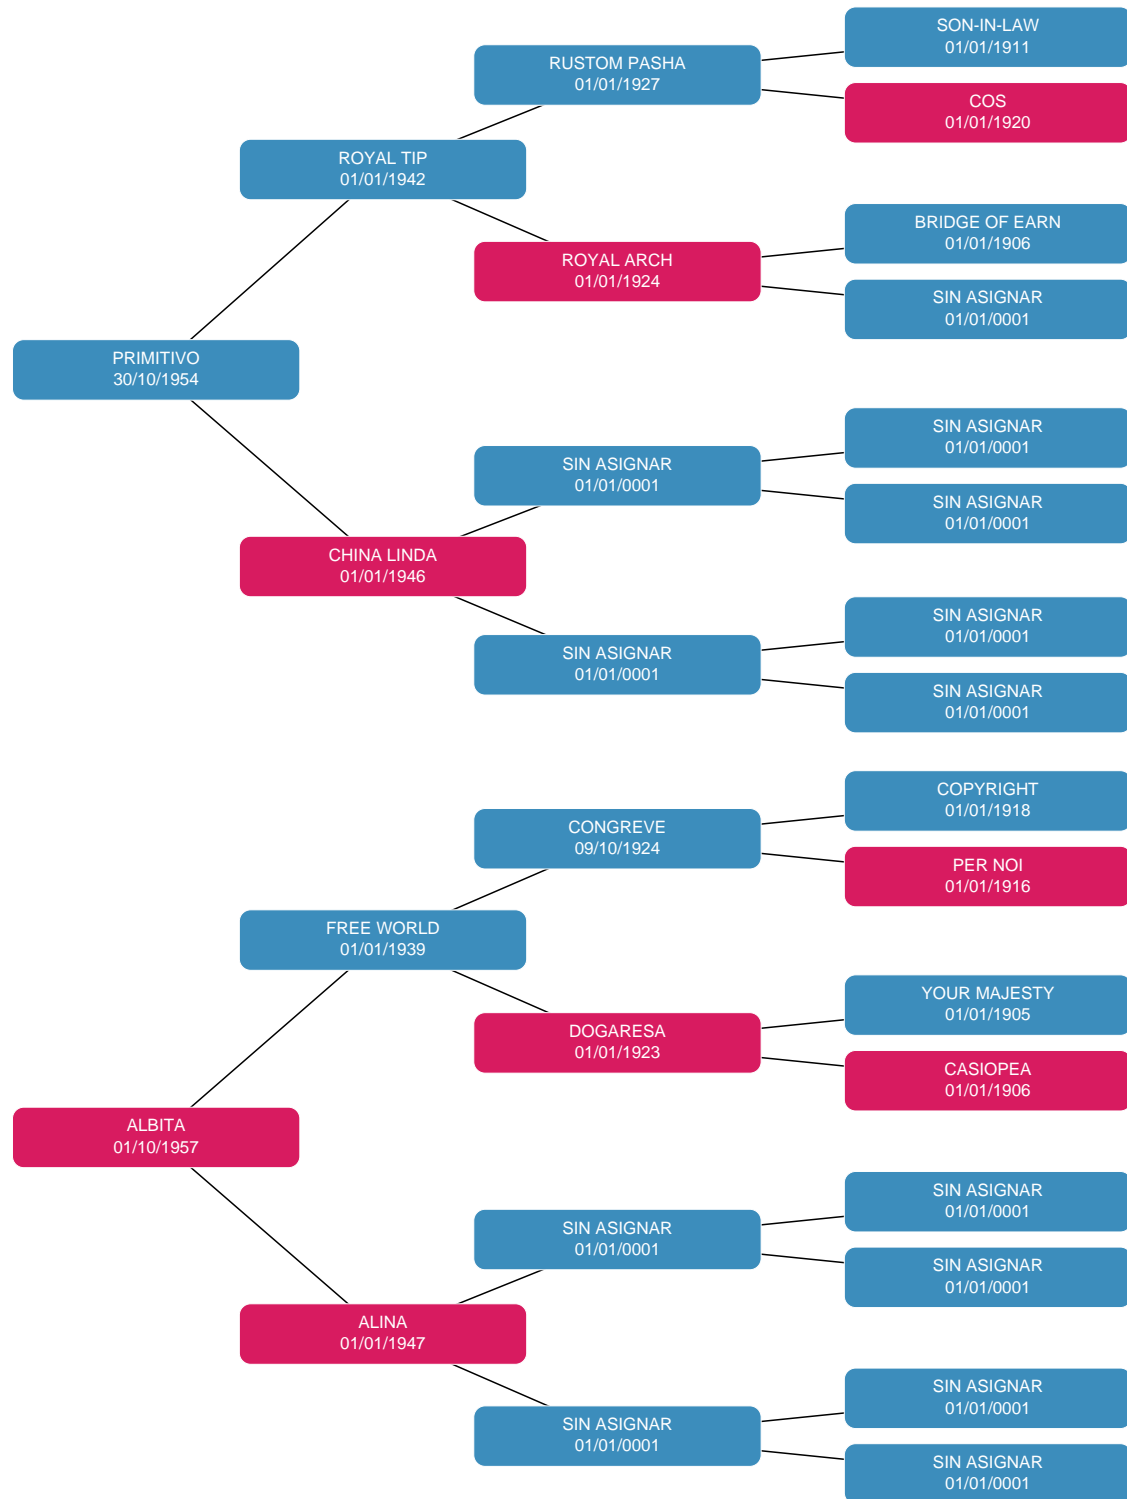 SON-IN-LAW
01/01/1911
RUSTOM PASHA
01/01/1927
COS
01/01/1920
ROYAL TIP
01/01/1942
BRIDGE OF EARN
01/01/1906
ROYAL ARCH
01/01/1924
SIN ASIGNAR
01/01/0001
PRIMITIVO
30/10/1954
SIN ASIGNAR
01/01/0001
SIN ASIGNAR
01/01/0001
SIN ASIGNAR
01/01/0001
CHINA LINDA
01/01/1946
SIN ASIGNAR
01/01/0001
SIN ASIGNAR
01/01/0001
SIN ASIGNAR
01/01/0001
COPYRIGHT
01/01/1918
CONGREVE
09/10/1924
PER NOI
01/01/1916
FREE WORLD
01/01/1939
YOUR MAJESTY
01/01/1905
DOGARESA
01/01/1923
CASIOPEA
01/01/1906
ALBITA
01/10/1957
SIN ASIGNAR
01/01/0001
SIN ASIGNAR
01/01/0001
SIN ASIGNAR
01/01/0001
ALINA
01/01/1947
SIN ASIGNAR
01/01/0001
SIN ASIGNAR
01/01/0001
SIN ASIGNAR
01/01/0001